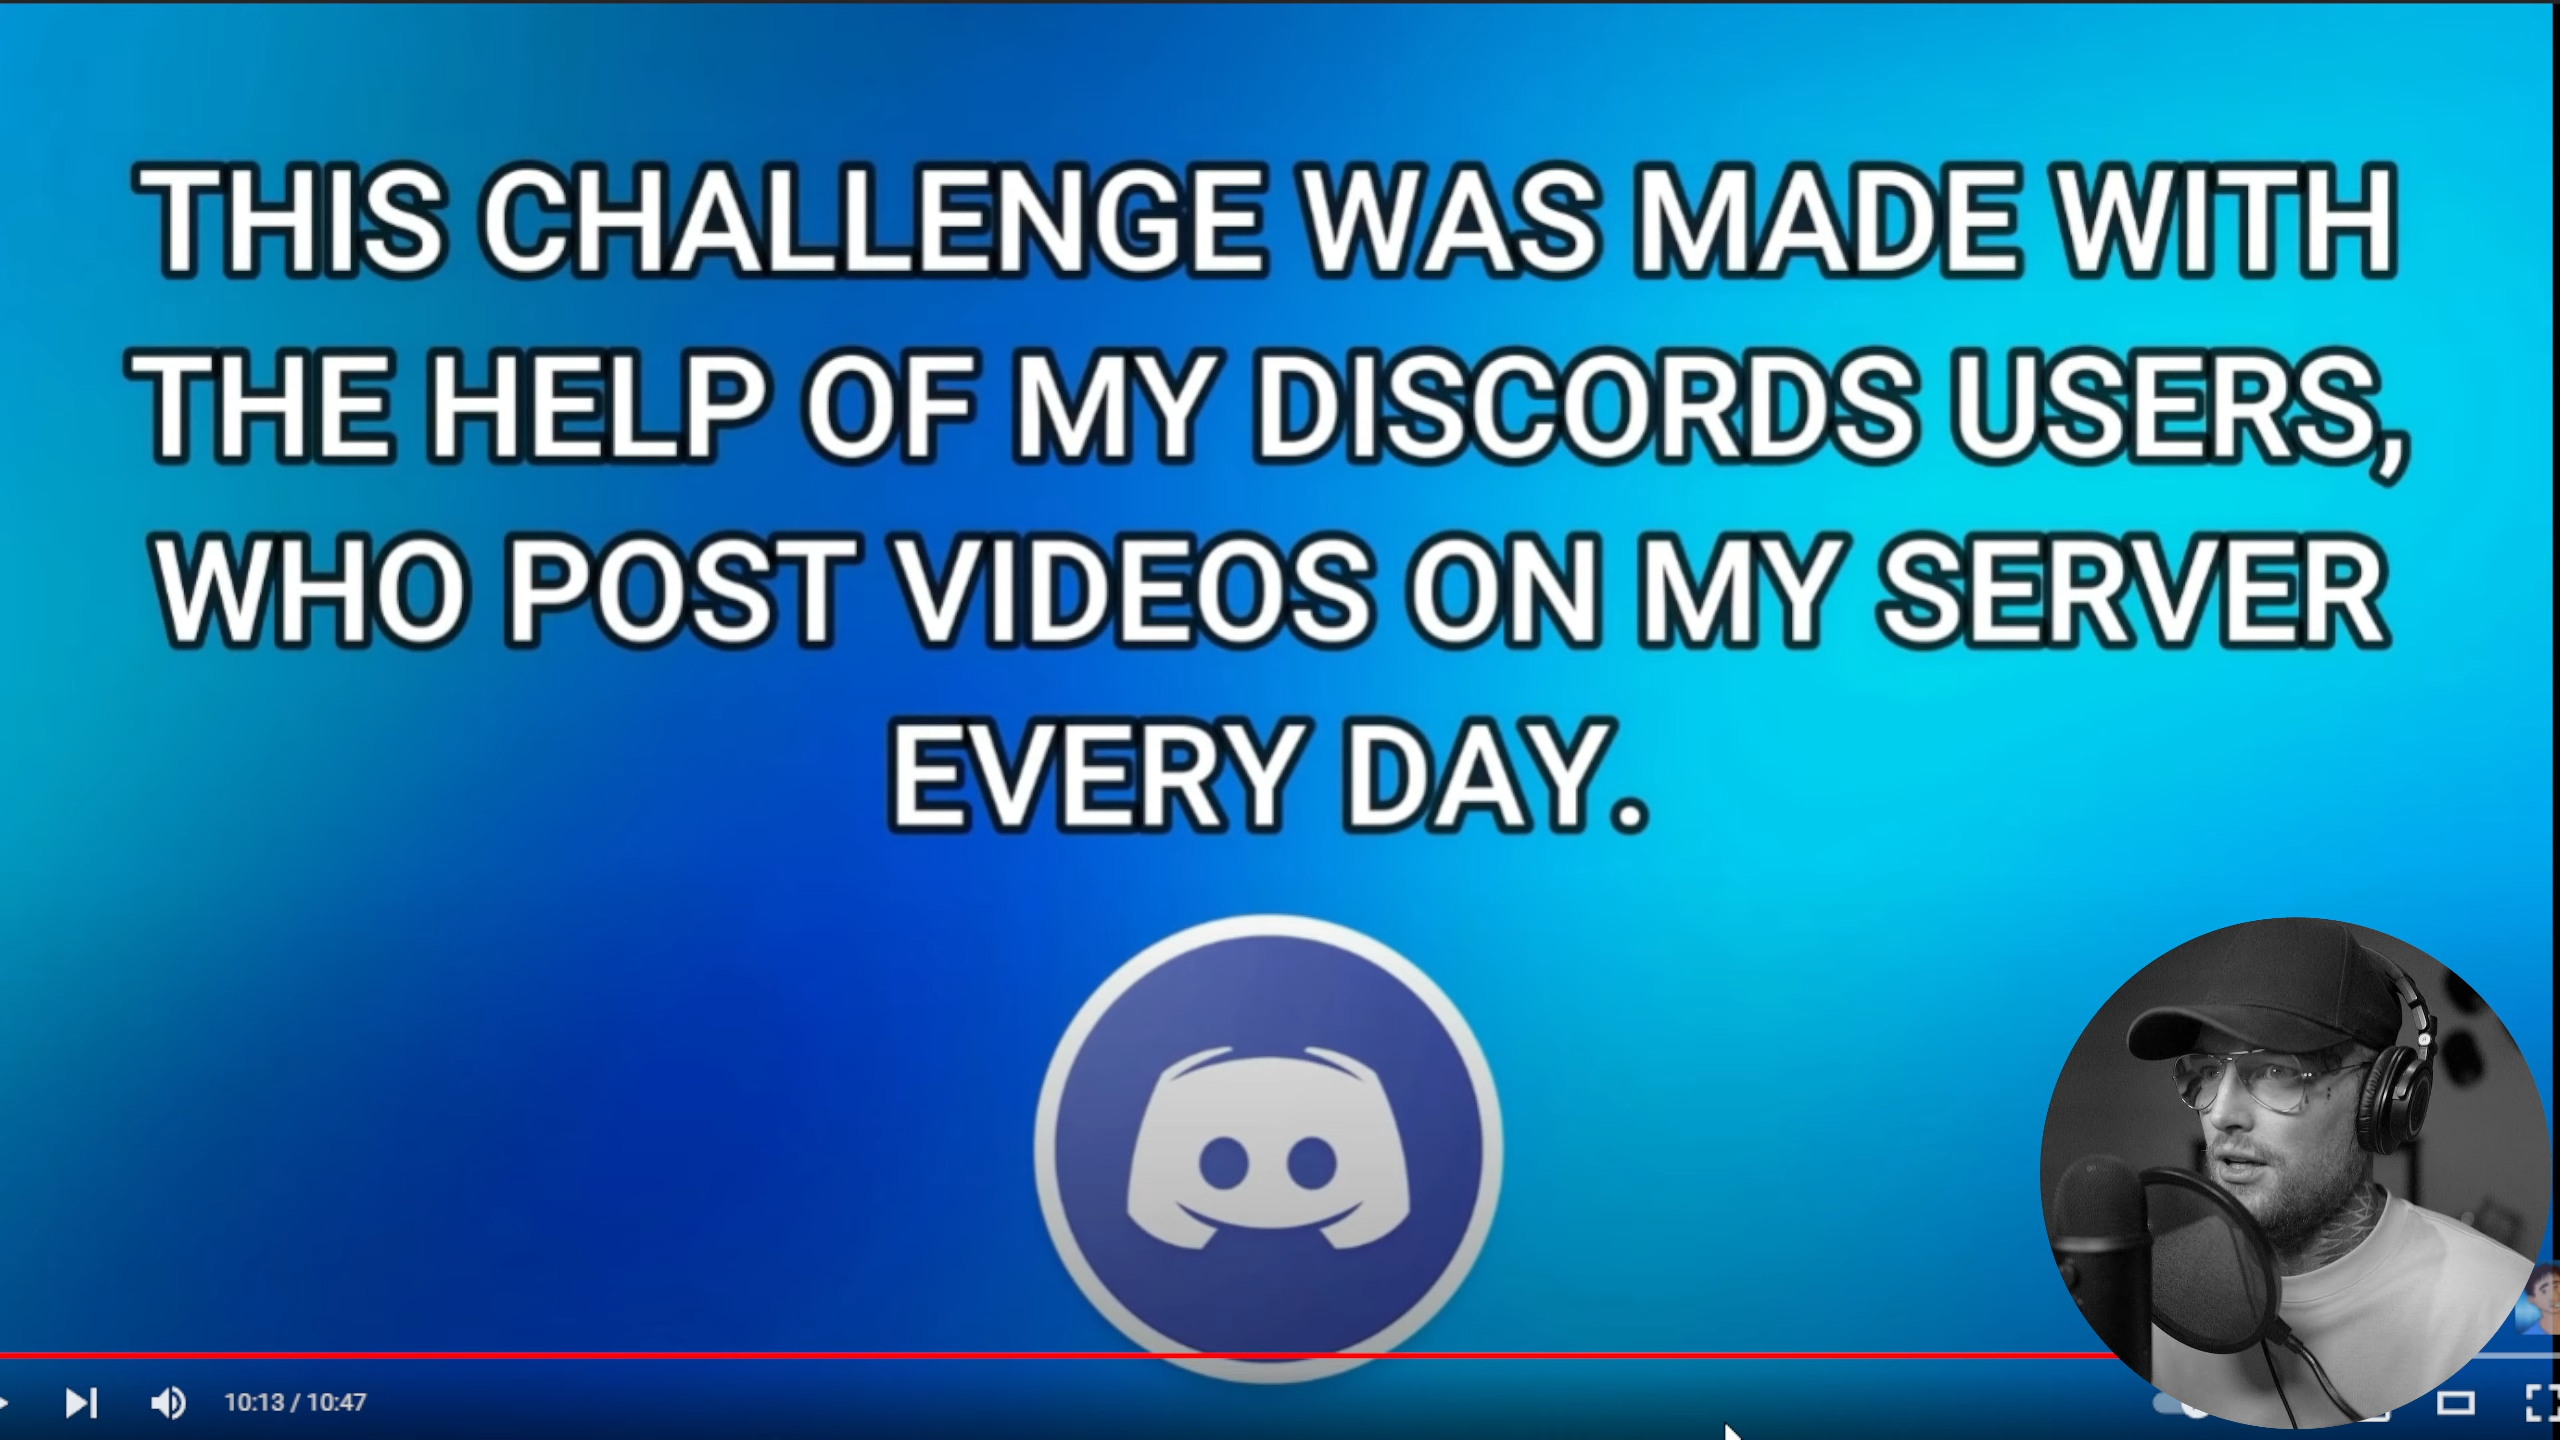 THIS CHALLENGE WAS MADE WITH
THE HELP OF MY DISCORDS USERS,
WHO POST VIDEOS ON MY SERVER
EVERY DAY.
10:13 / 10:47